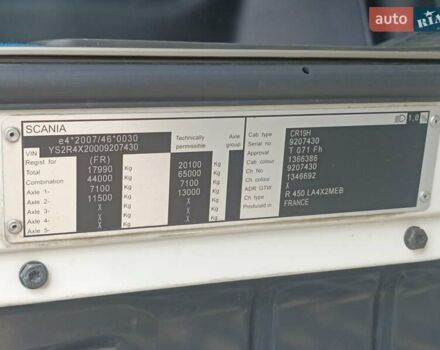 auto RIA
SCANIA
e4*2007/46*0030
VIN YS2R4X20009207430
Regist. for (FR)
Technically permissible
Axle group
Total 17990 Kg 20100 Kg
Combination 44000 Kg 65000 Kg
Axle 1- 7100 Kg 7100 Kg
Axle 2- 11500 Kg 13000 Kg
Axle 3- X Kg X Kg
Axle 4- X Kg X Kg
Axle 5- X Kg X Kg
Cab type CR19H
Serial no 9207430
Approval T 071 Fh
Cab colour 1366386
Ch No 9207430
Ch. colour 1346692
ADR GTW X
Ch. type R 450 LA4X2MEB
Produced in FRANCE
1,0 %